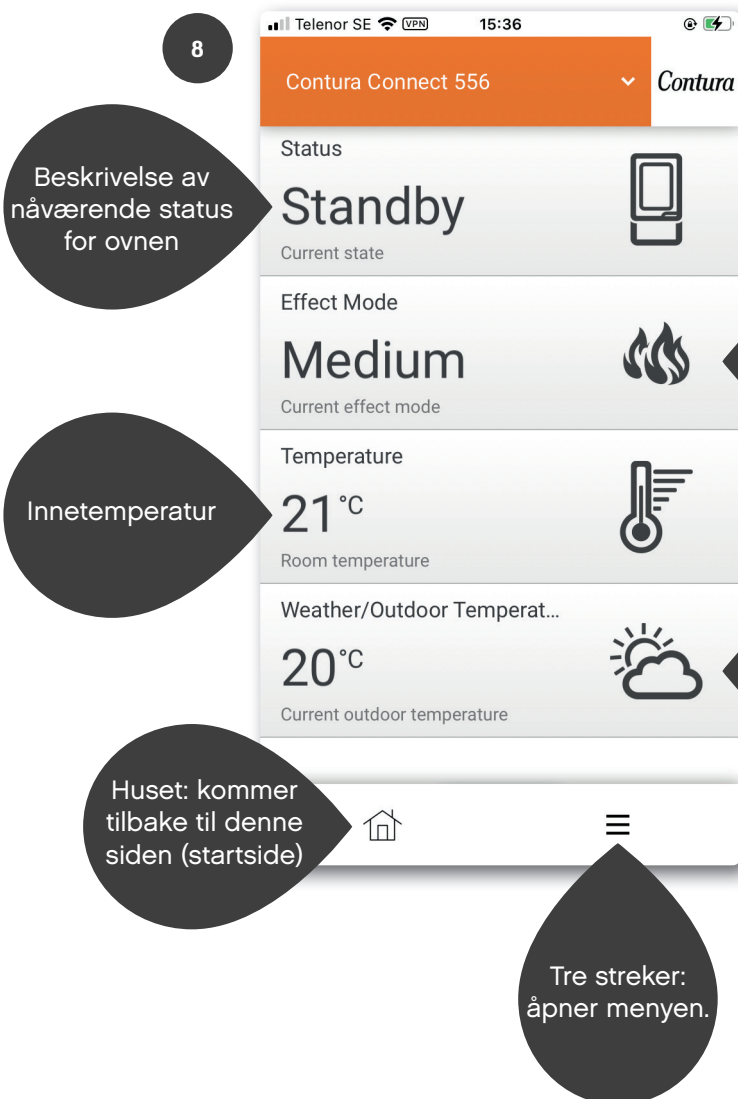 Telenor SE VPN 15:36
8
Contura Connect 556
Contura
Status
Standby
Current state
Beskrivelse av
nåværende status
for ovnen
Effect Mode
Medium
Current effect mode
Temperature
21 °C
Room temperature
Innetemperatur
Weather/Outdoor Temperat...
20 °C
Current outdoor temperature
Huset: kommer
tilbake til denne
siden (startside)
Tre streker:
åpner menyen.